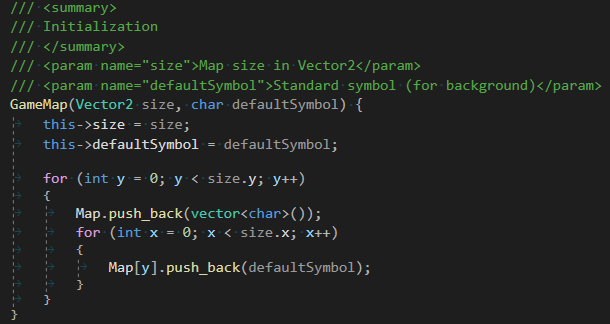 /// <summary>
/// Initialization
/// </summary>
/// <param name="size">Map size in Vector2</param>
/// <param name="defaultSymbol">Standard symbol (for background)</param>
GameMap(Vector2 size, char defaultSymbol) {
    this->size = size;
    this->defaultSymbol = defaultSymbol;

    for (int y = 0; y < size.y; y++)
    {
        Map.push_back(vector<char>());
        for (int x = 0; x < size.x; x++)
        {
            Map[y].push_back(defaultSymbol);
        }
    }
}